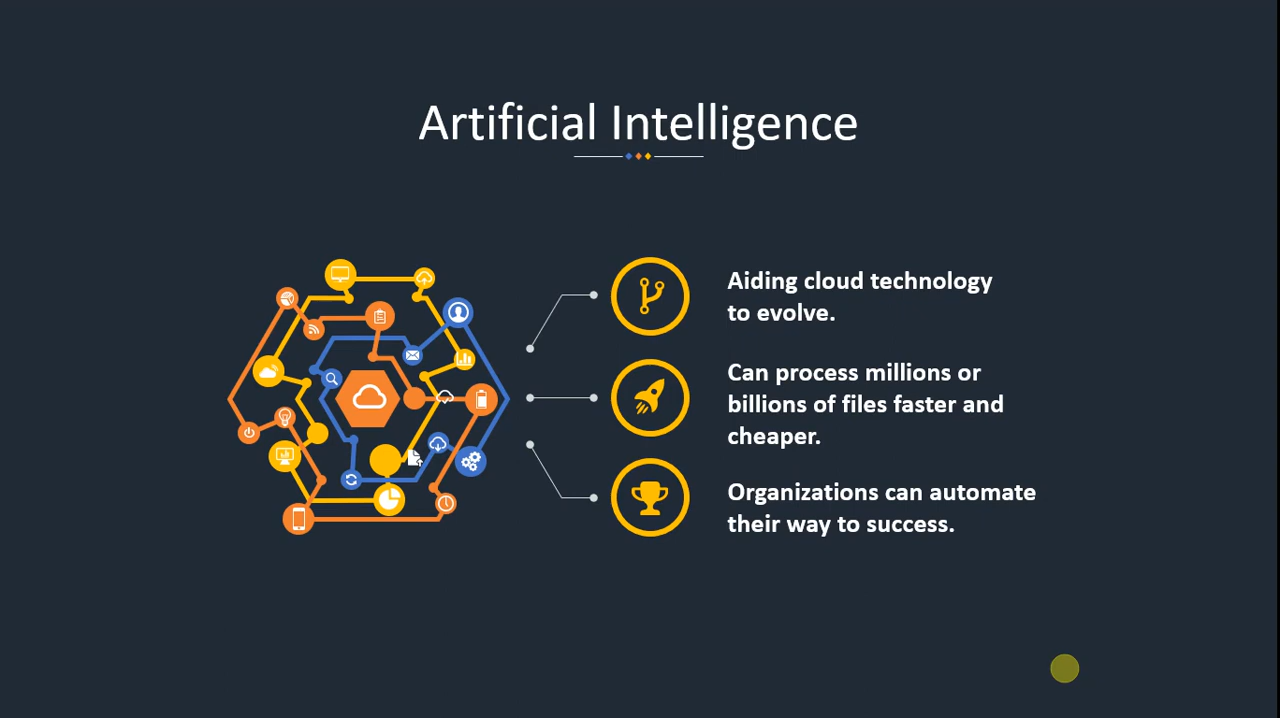 Artificial Intelligence
Aiding cloud technology
to evolve.
Can process millions or
billions of files faster and
cheaper.
Organizations can automate
their way to success.